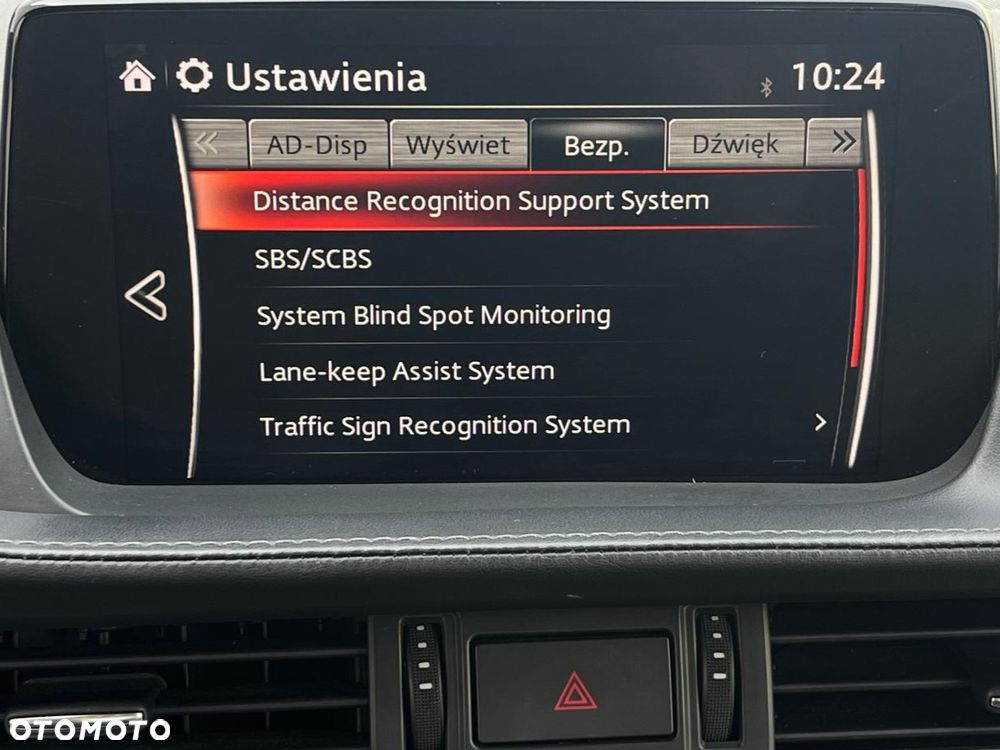 Ustawienia 10:24
AD-Disp Wyświet Bezp. Dźwięk
Distance Recognition Support System
SBS/SCBS
System Blind Spot Monitoring
Lane-keep Assist System
Traffic Sign Recognition System
OTOMOTO